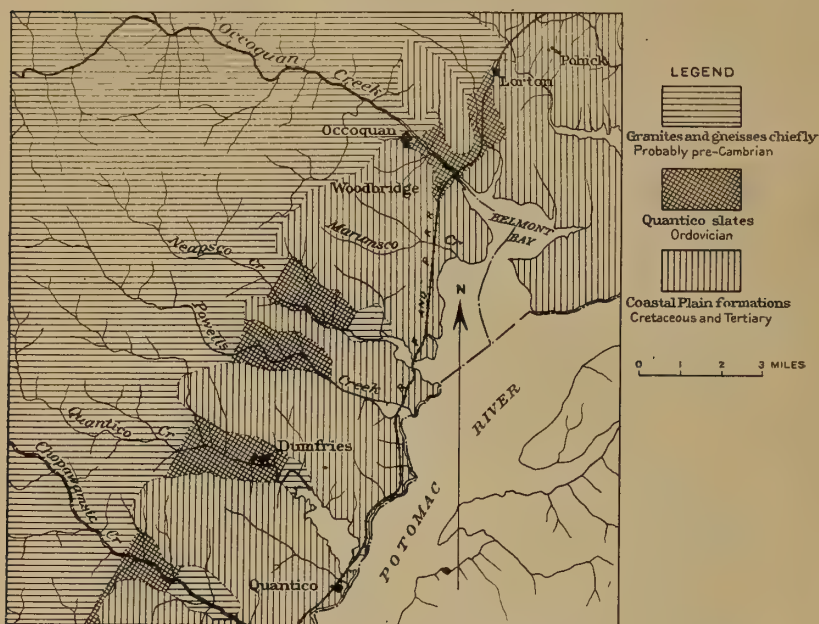 Occoquan
Creek
Lorton
Pohick
Occoquan
Woodbridge
BELMONT
BAY
Marumsco Cr
Neapsco Cr
N
AND
Powells
Creek
Quantico Cr
Dumfries
Chopawamsic Cr
Quantico
POTOMAC
RIVER
LEGEND
Granites and gneisses chiefly
Probably pre-Cambrian
Quantico slates
Ordovician
Coastal Plain formations
Cretaceous and Tertiary
0 1 2 3 MILES